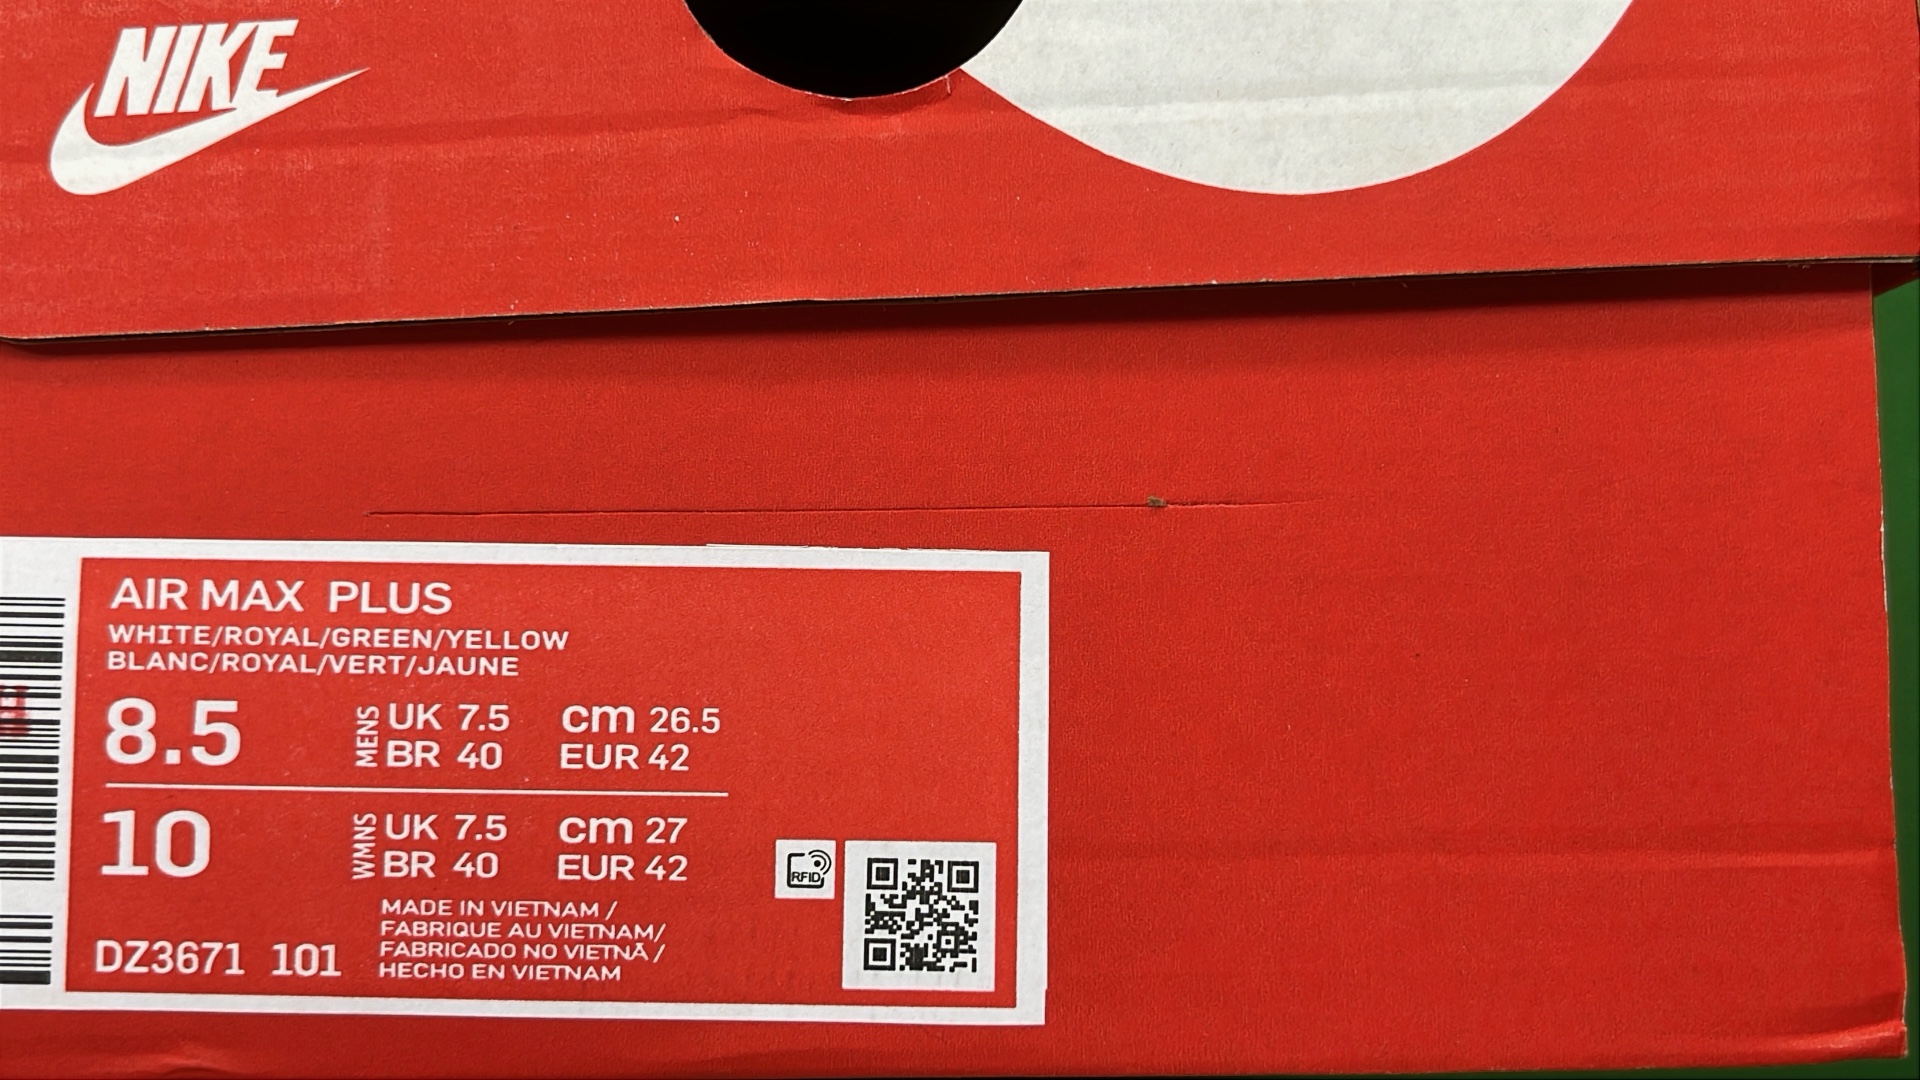 NIKE
AIR MAX PLUS
WHITE/ROYAL/GREEN/YELLOW
BLANC/ROYAL/VERT/JAUNE
8.5 MENS UK 7.5 cm 26.5
BR 40 EUR 42
10 WMNS UK 7.5 cm 27
BR 40 EUR 42
RFID
MADE IN VIETNAM /
FABRIQUE AU VIETNAM/
FABRICADO NO VIETNÃ /
HECHO EN VIETNAM
DZ3671 101